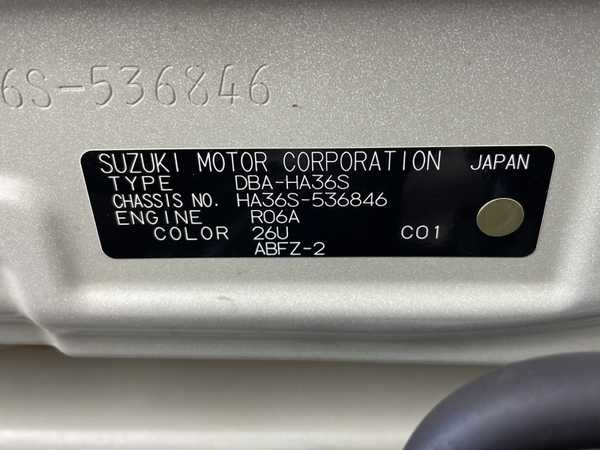 6S-536846
SUZUKI MOTOR CORPORATION JAPAN
TYPE DBA-HA36S
CHASSIS NO. HA36S-536846
ENGINE R06A
COLOR 26U C01
ABFZ-2